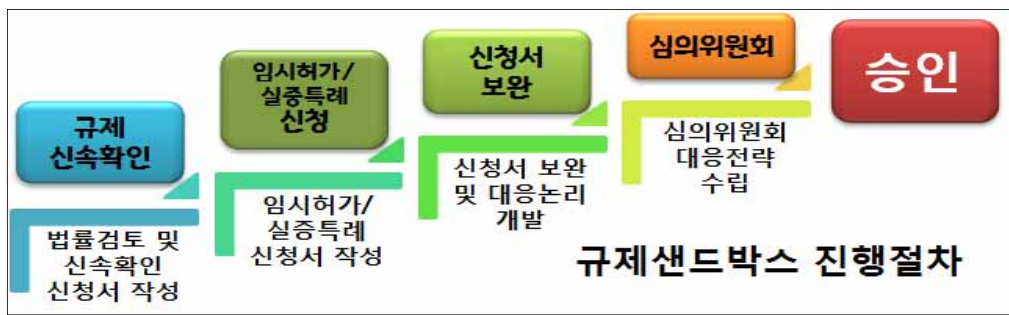 규제
신속확인
법률검토 및
신속확인
신청서 작성
임시허가/
실증특례
신청
임시허가/
실증특례
신청서 작성
신청서
보완
신청서 보완
및 대응논리
개발
심의위원회
심의위원회
대응전략
수립
승인
규제샌드박스 진행절차